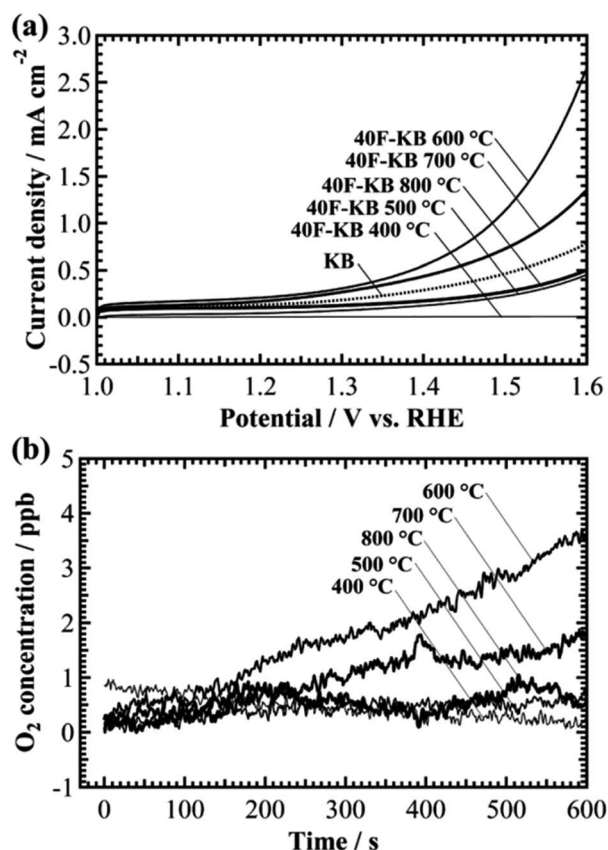 (a)
3.0
2.5
2.0
1.5
1.0
0.5
0.0
-0.5
Current density / mA cm⁻²
40F-KB 600 °C
40F-KB 700 °C
40F-KB 800 °C
40F-KB 500 °C
40F-KB 400 °C
KB
1.0 1.1 1.2 1.3 1.4 1.5 1.6
Potential / V vs. RHE
(b)
5
4
3
2
1
0
-1
O₂ concentration / ppb
600 °C
700 °C
800 °C
500 °C
400 °C
0 100 200 300 400 500 600
Time / s